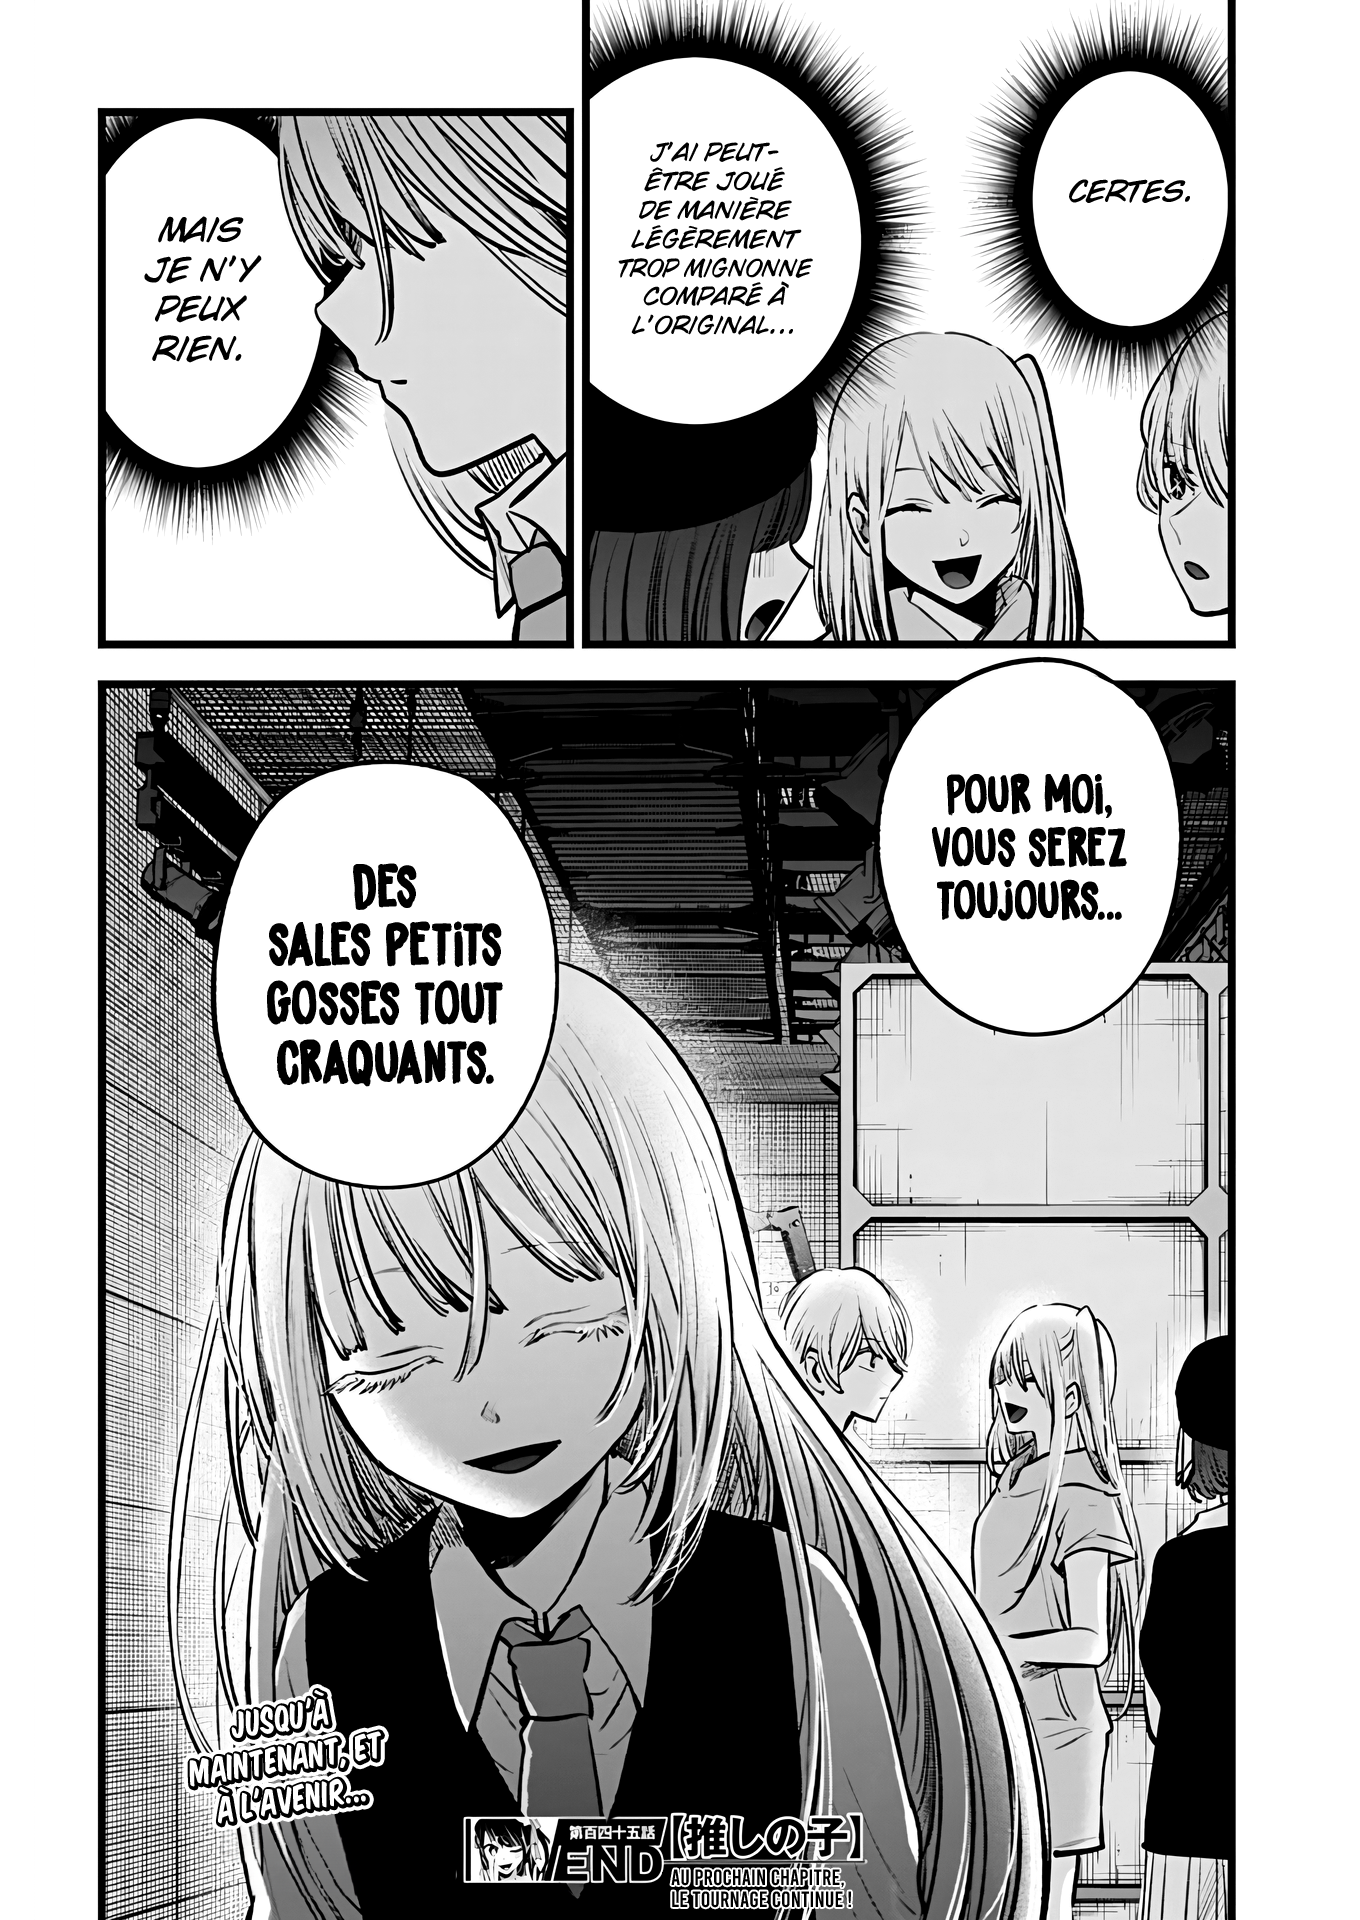 CERTES.
J'AI PEUT-
ÊTRE JOUÉ
DE MANIÈRE
LÉGÈREMENT
TROP MIGNONNE
COMPARÉ À
L'ORIGINAL...
MAIS
JE N'Y
PEUX
RIEN.
POUR MOI,
VOUS SEREZ
TOUJOURS...
DES
SALES PETITS
GOSSES TOUT
CRAQUANTS.
JUSQU'À
MAINTENANT, ET
À L'AVENIR...
第百四十五話
END
【推しの子】
AU PROCHAIN CHAPITRE,
LE TOURNAGE CONTINUE !